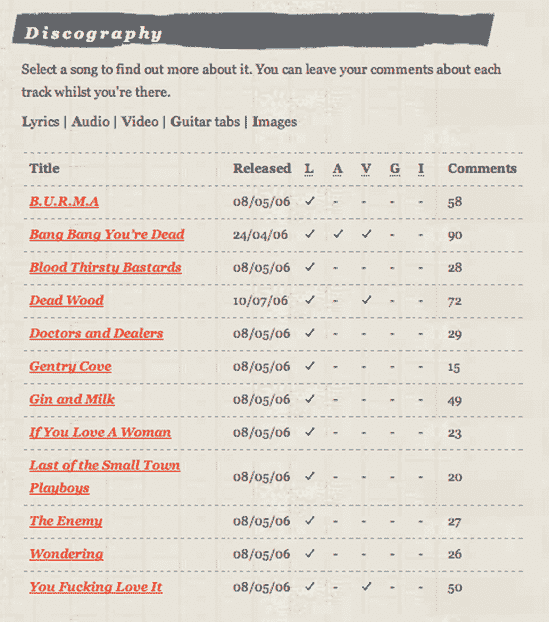 Discography
Select a song to find out more about it. You can leave your comments about each
track whilst you're there.
Lyrics | Audio | Video | Guitar tabs | Images
Title Released L A V G I Comments
B.U.R.M.A 08/05/06 ✓ - - - - 58
Bang Bang You're Dead 24/04/06 ✓ ✓ ✓ - - 90
Blood Thirsty Bastards 08/05/06 ✓ - - - - 28
Dead Wood 10/07/06 ✓ - ✓ - - 72
Doctors and Dealers 08/05/06 ✓ - - - - 29
Gentry Cove 08/05/06 ✓ - - - - 15
Gin and Milk 08/05/06 ✓ - - - - 49
If You Love A Woman 08/05/06 ✓ - - - - 23
Last of the Small Town
Playboys 08/05/06 ✓ - - - - 20
The Enemy 08/05/06 ✓ - - - - 27
Wondering 08/05/06 ✓ - - - - 26
You Fucking Love It 08/05/06 ✓ - ✓ - - 50